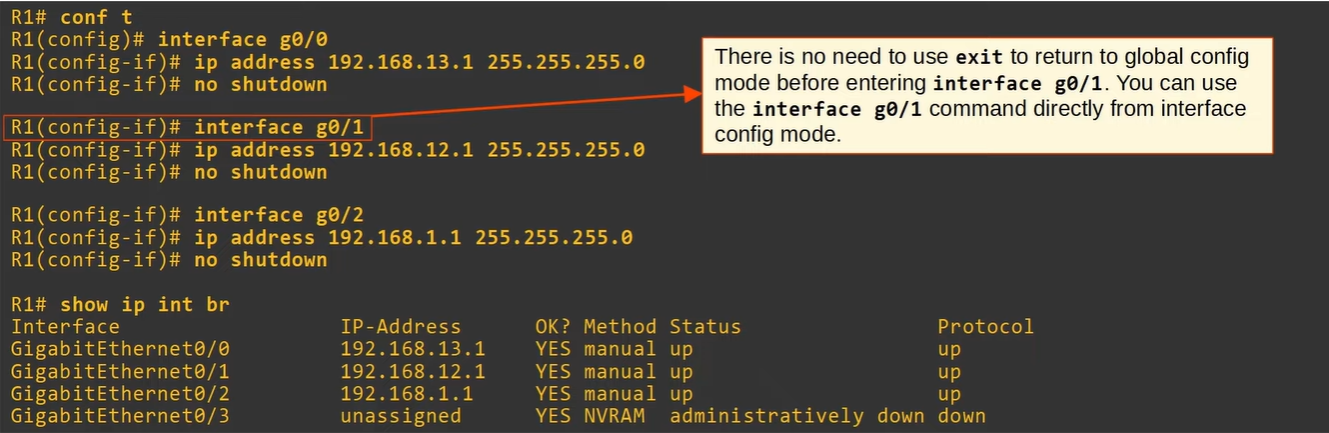 R1# conf t
R1(config)# interface g0/0
R1(config-if)# ip address 192.168.13.1 255.255.255.0
R1(config-if)# no shutdown
R1(config-if)# interface g0/1
R1(config-if)# ip address 192.168.12.1 255.255.255.0
R1(config-if)# no shutdown
There is no need to use exit to return to global config
mode before entering interface g0/1. You can use
the interface g0/1 command directly from interface
config mode.
R1(config-if)# interface g0/2
R1(config-if)# ip address 192.168.1.1 255.255.255.0
R1(config-if)# no shutdown
R1# show ip int br
Interface IP-Address OK? Method Status Protocol
GigabitEthernet0/0 192.168.13.1 YES manual up up
GigabitEthernet0/1 192.168.12.1 YES manual up up
GigabitEthernet0/2 192.168.1.1 YES manual up up
GigabitEthernet0/3 unassigned YES NVRAM administratively down down